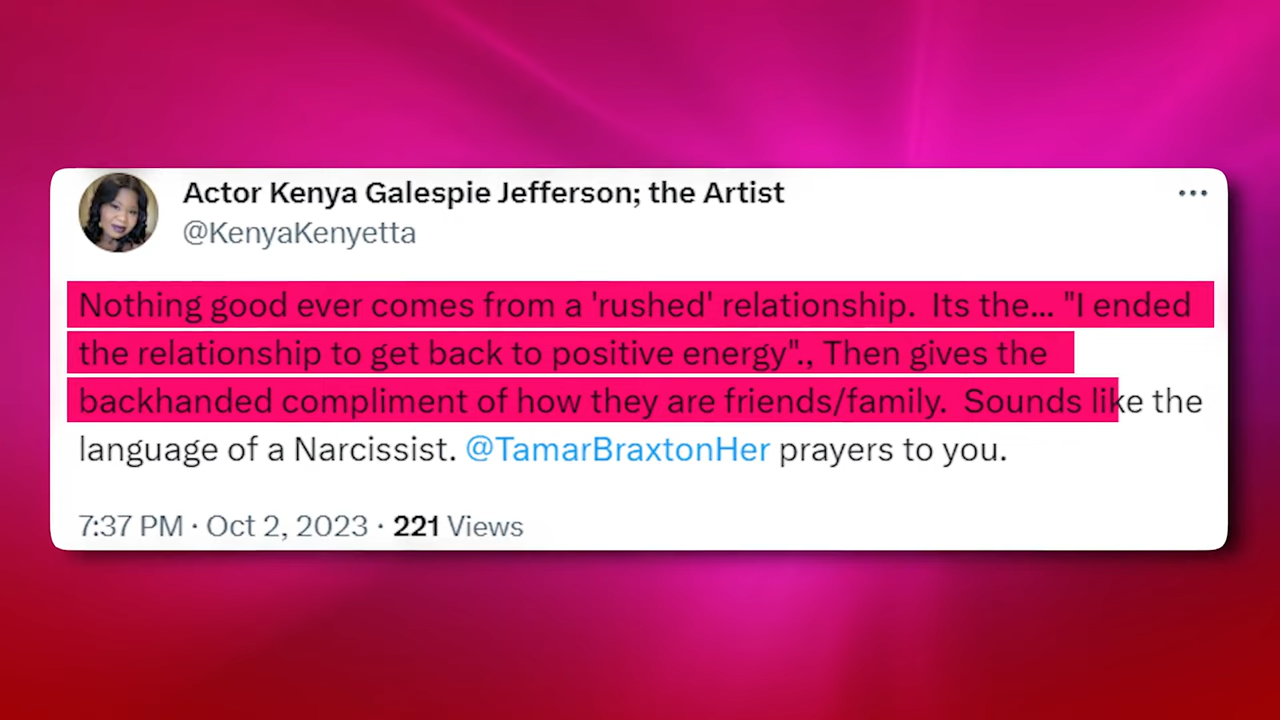 Actor Kenya Galespie Jefferson; the Artist
@KenyaKenyetta
Nothing good ever comes from a 'rushed' relationship.  Its the... "I ended
the relationship to get back to positive energy"., Then gives the
backhanded compliment of how they are friends/family.  Sounds like the
language of a Narcissist. @TamarBraxtonHer prayers to you.
7:37 PM · Oct 2, 2023 · 221 Views